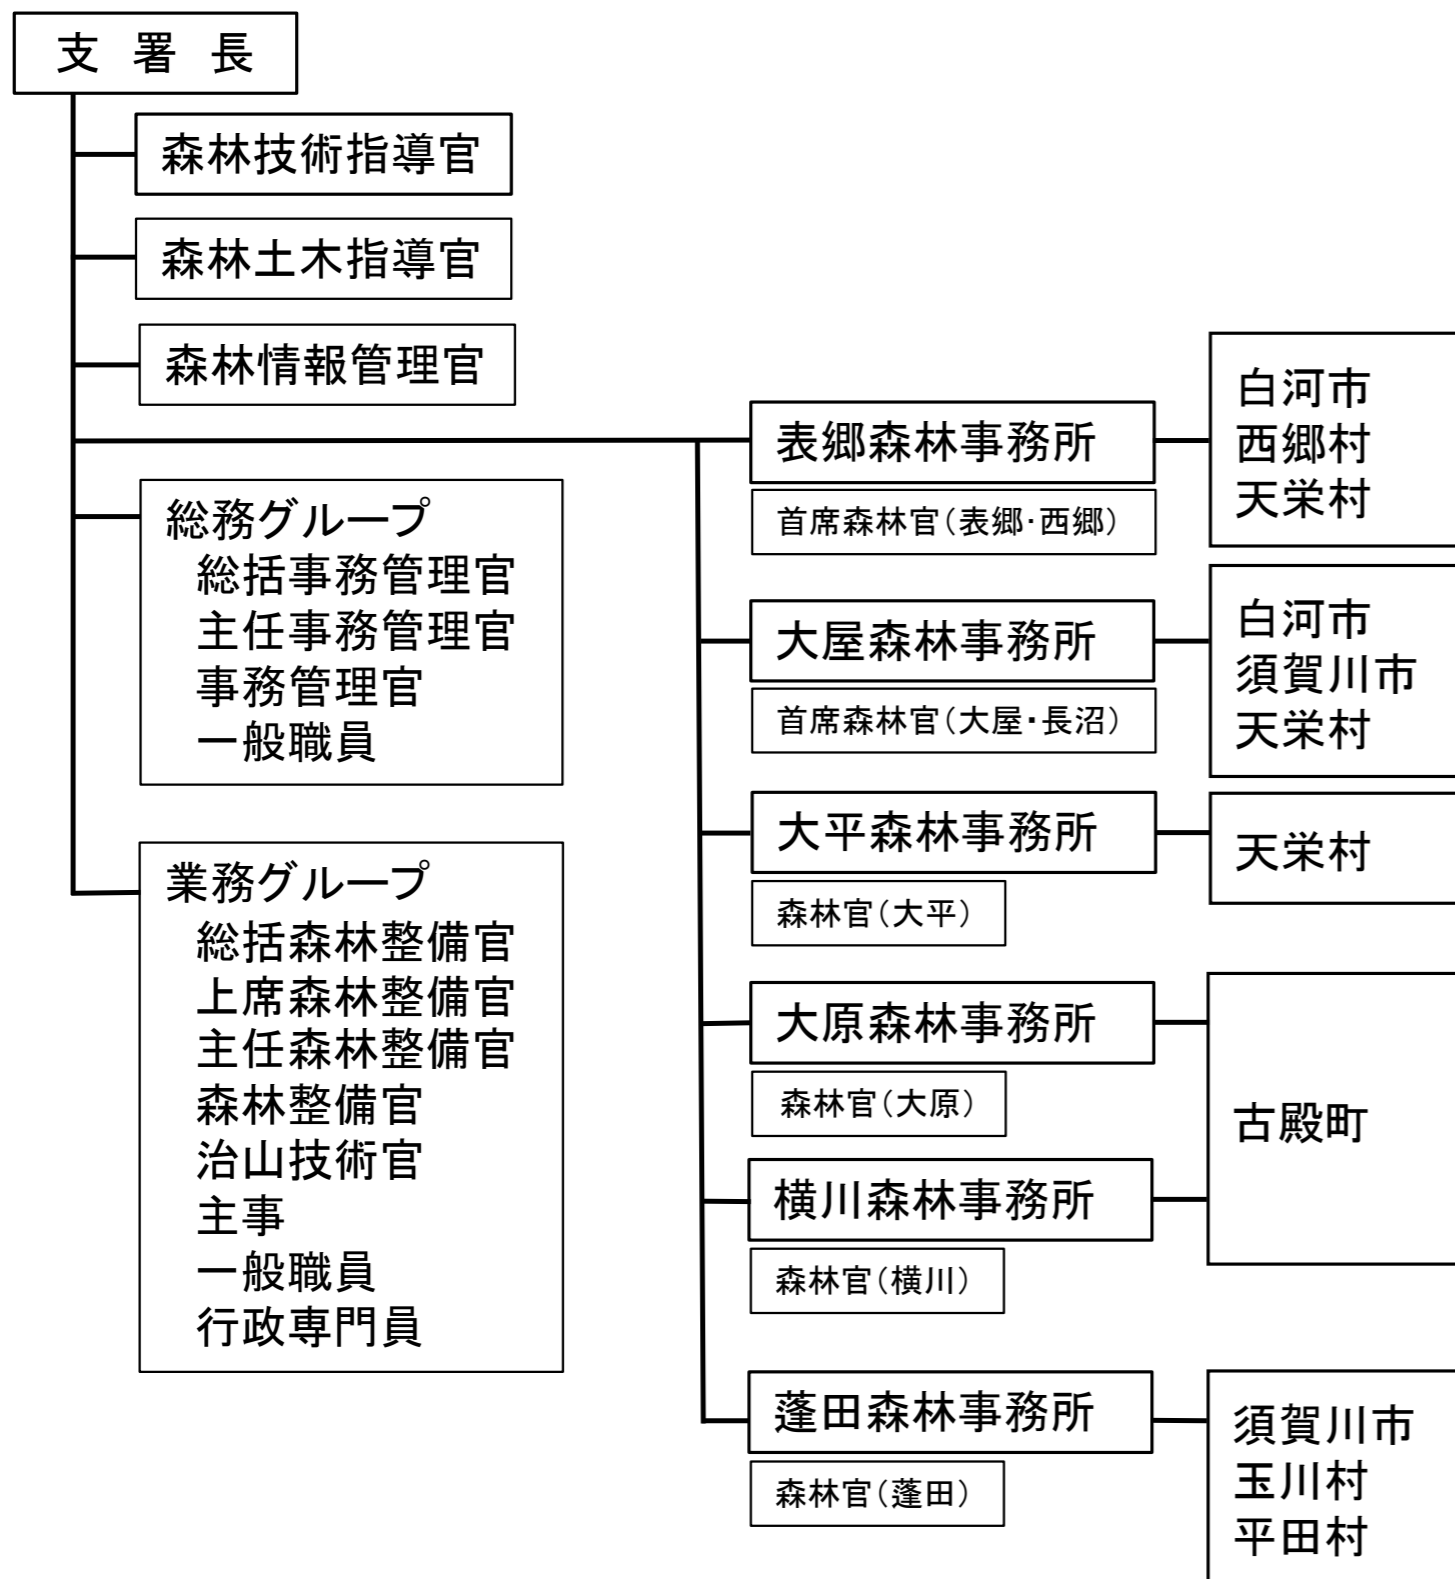 支署長
森林技術指導官
森林土木指導官
森林情報管理官
総務グループ
総括事務管理官
主任事務管理官
事務管理官
一般職員
業務グループ
総括森林整備官
上席森林整備官
主任森林整備官
森林整備官
治山技術官
主事
一般職員
行政専門員
表郷森林事務所
首席森林官(表郷･西郷)
白河市
西郷村
天栄村
大屋森林事務所
首席森林官(大屋・長沼)
白河市
須賀川市
天栄村
大平森林事務所
森林官(大平)
天栄村
大原森林事務所
森林官(大原)
横川森林事務所
森林官(横川)
古殿町
蓬田森林事務所
森林官(蓬田)
須賀川市
玉川村
平田村